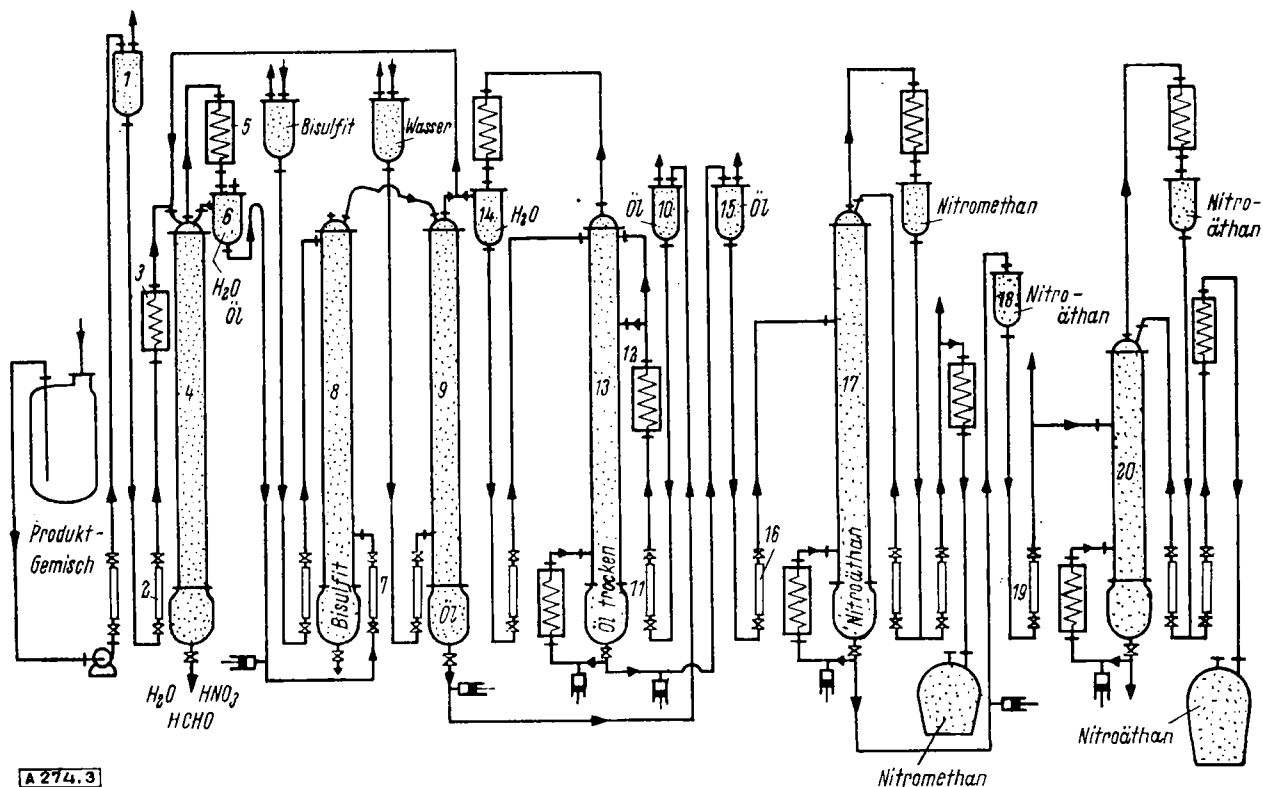 1
5
Bisulfit
Wasser
6
14
H₂O
Öl
10
15
Öl
Nitromethan
Nitro-
äthan
3
H₂O
Öl
18
Nitro-
äthan
4
8
9
12
13
17
20
Produkt-
Gemisch
2
7
Bisulfit
Öl
Öl trocken
11
16
Nitroäthan
19
H₂O HNO₃
HCHO
Nitromethan
Nitroäthan
A 274.3